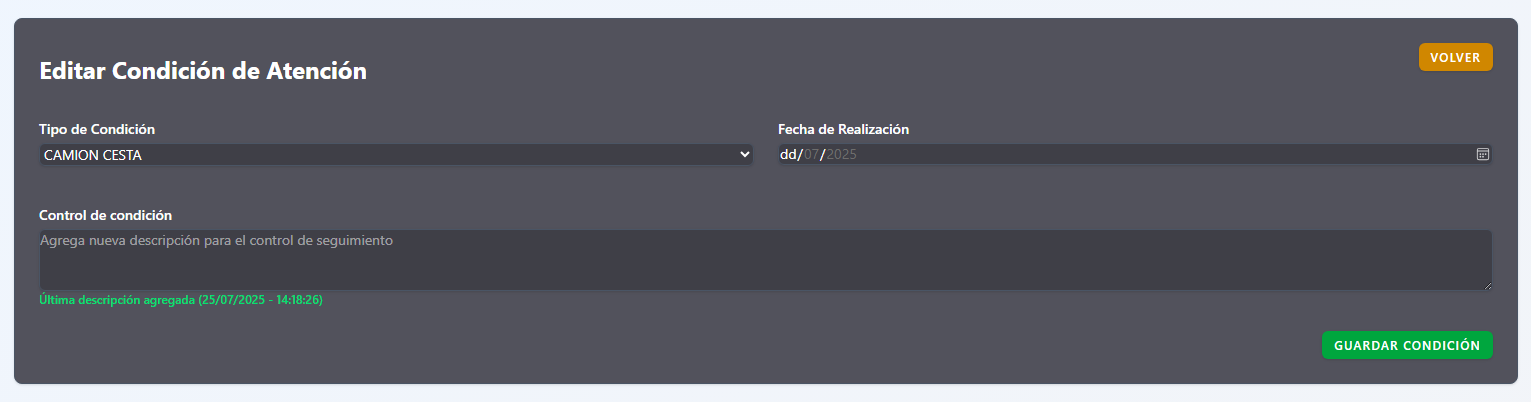 Editar Condición de Atención
VOLVER
Tipo de Condición
CAMION CESTA
Fecha de Realización
dd/07/2025
Control de condición
Agrega nueva descripción para el control de seguimiento
Última descripción agregada (25/07/2025 - 14:18:26)
GUARDAR CONDICIÓN